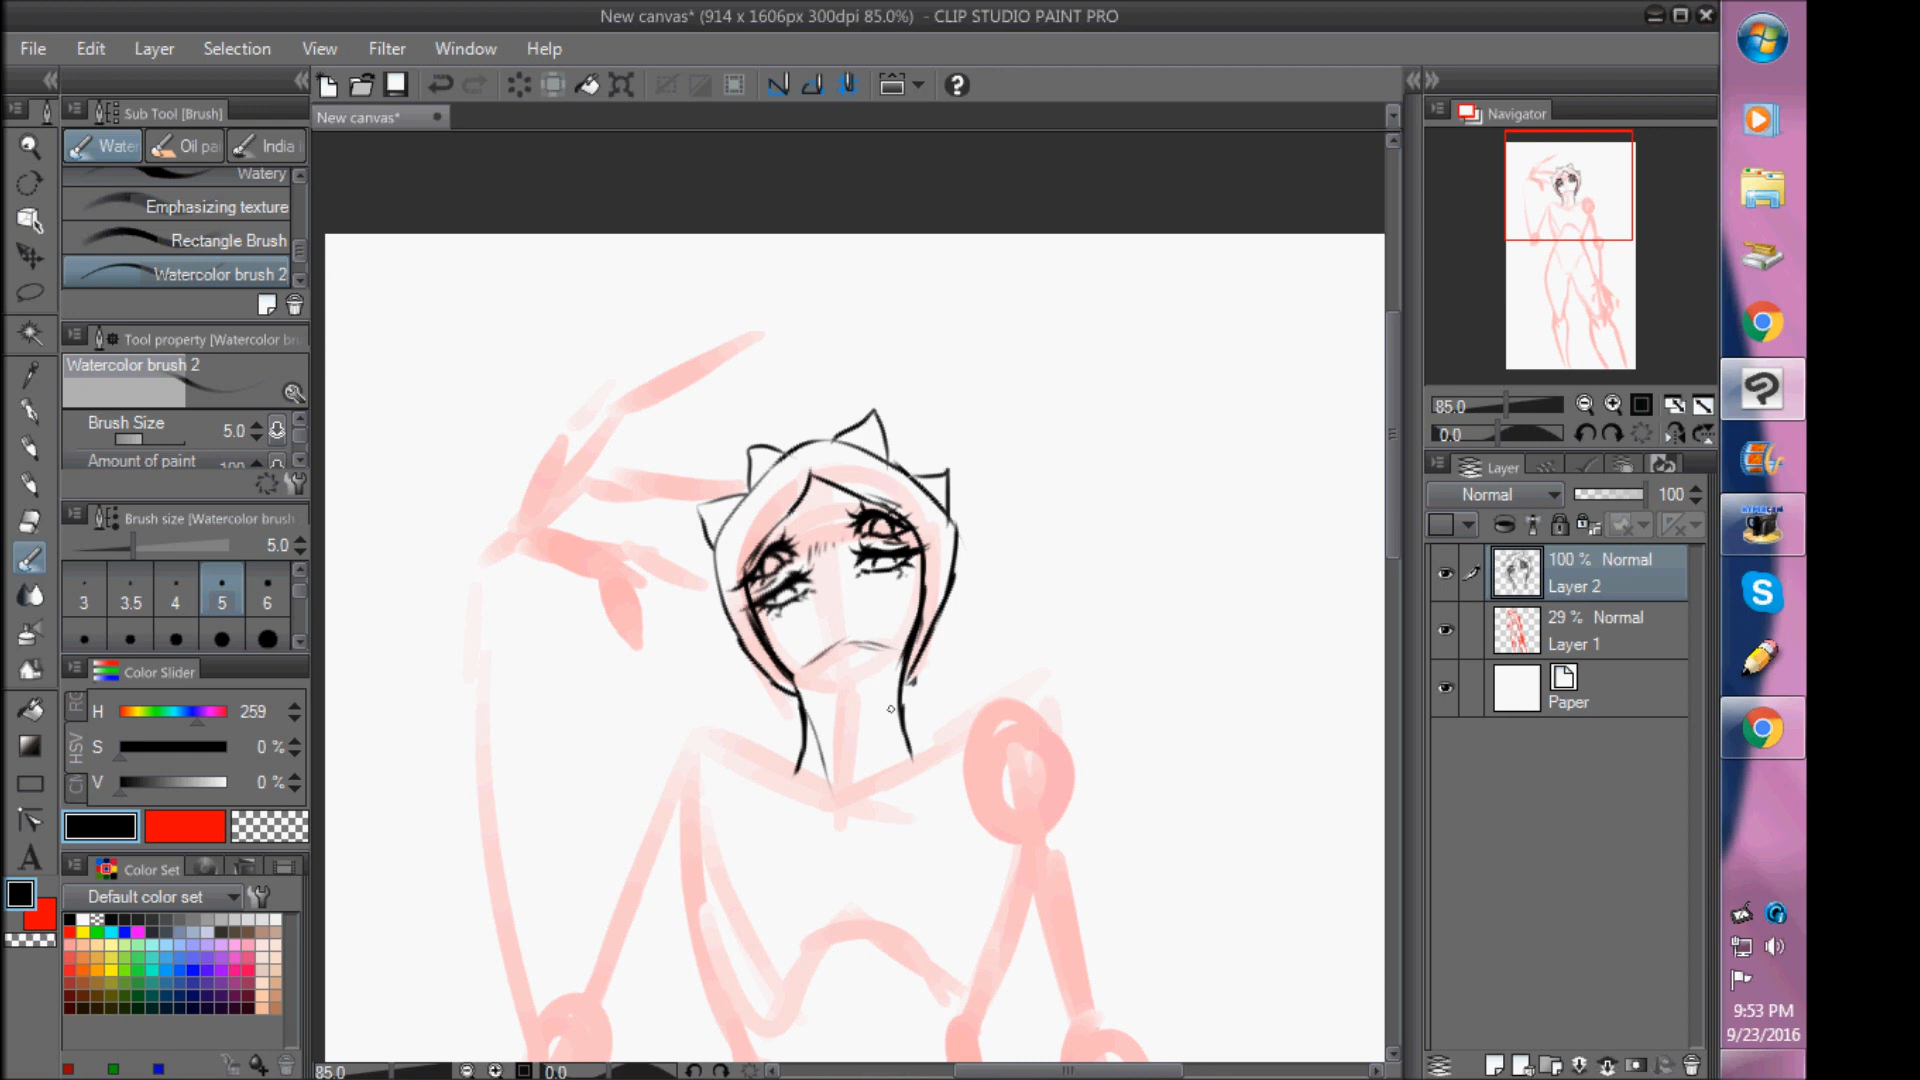 New canvas* (914 x 1606px 300dpi 85.0%) - CLIP STUDIO PAINT PRO
File Edit Layer Selection View Filter Window Help
Sub Tool [Brush]
New canvas*
Navigator
Water Oil pai India i
Watery
Emphasizing texture
Rectangle Brush
Watercolor brush 2
Tool property [Watercolor bru
Watercolor brush 2
Brush Size 5.0
Amount of paint 100
Brush size [Watercolor brush
5.0
3 3.5 4 5 6
Color Slider
H 259
HSV S 0 %
V 0 %
Color Set
Default color set
A
85.0 0.0
85.0
0.0
Layer
Normal 100
100 % Normal
Layer 2
29 % Normal
Layer 1
Paper
HYPERCAM
S
9:53 PM
9/23/2016